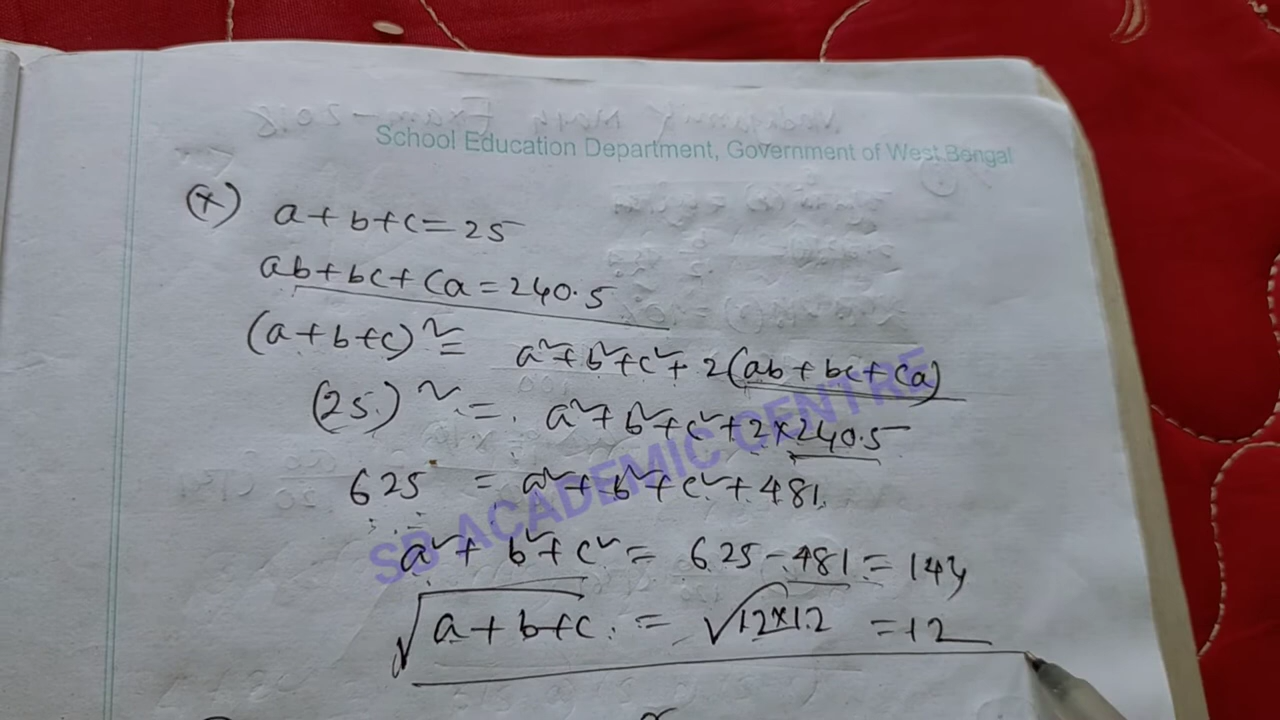 School Education Department, Government of West Bengal
(x) a+b+c=25
ab+bc+ca=240.5
(a+b+c)² = a²+b²+c²+2(ab+bc+ca)
(25)² = a²+b²+c²+2×240.5
625 = a²+b²+c²+481
a²+b²+c² = 625-481=144
√a+b+c = √12×12 =12
SB ACADEMIC CENTRE